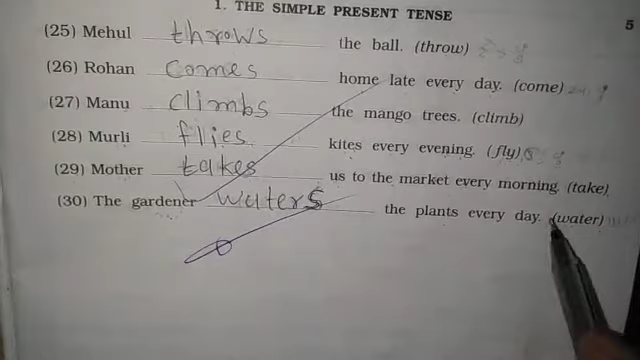 1. THE SIMPLE PRESENT TENSE
5
(25) Mehul throws the ball. (throw)
(26) Rohan comes home late every day. (come)
(27) Manu climbs the mango trees. (climb)
(28) Murli flies kites every evening. (fly)
(29) Mother takes us to the market every morning. (take)
(30) The gardener waters the plants every day. (water)